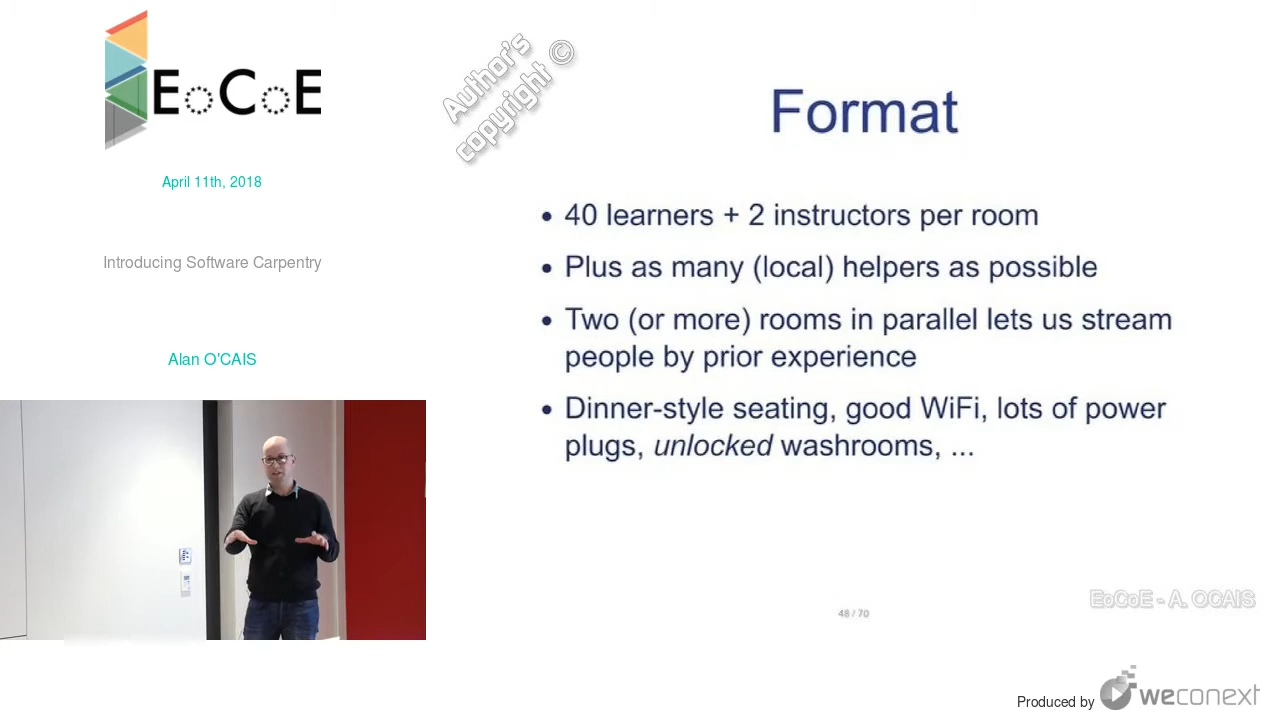 EoCoE
April 11th, 2018
Introducing Software Carpentry
Alan O'CAIS
Author's
copyright ©
Format
• 40 learners + 2 instructors per room
• Plus as many (local) helpers as possible
• Two (or more) rooms in parallel lets us stream
people by prior experience
• Dinner-style seating, good WiFi, lots of power
plugs, unlocked washrooms, ...
48 / 70
EoCoE - A. OCAIS
Produced by weconext